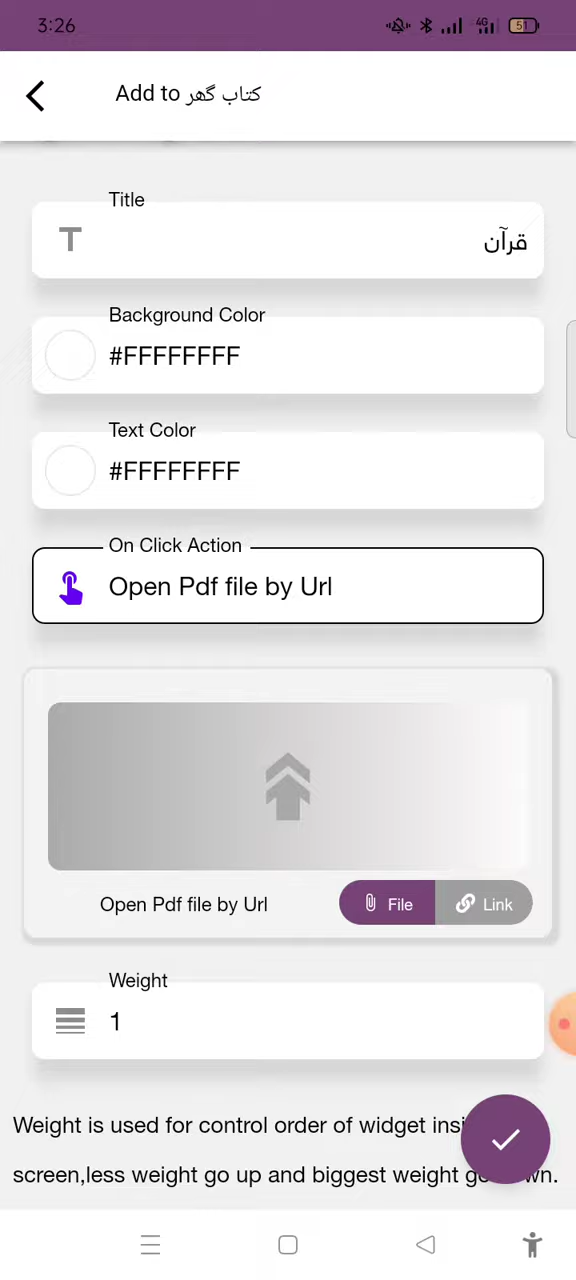 3:26
4G
51
Add to کتاب گھر
Title
T
قرآن
Background Color
#FFFFFFFF
Text Color
#FFFFFFFF
On Click Action
Open Pdf file by Url
Open Pdf file by Url
File
Link
Weight
1
Weight is used for control order of widget
screen,less weight go up and biggest weight